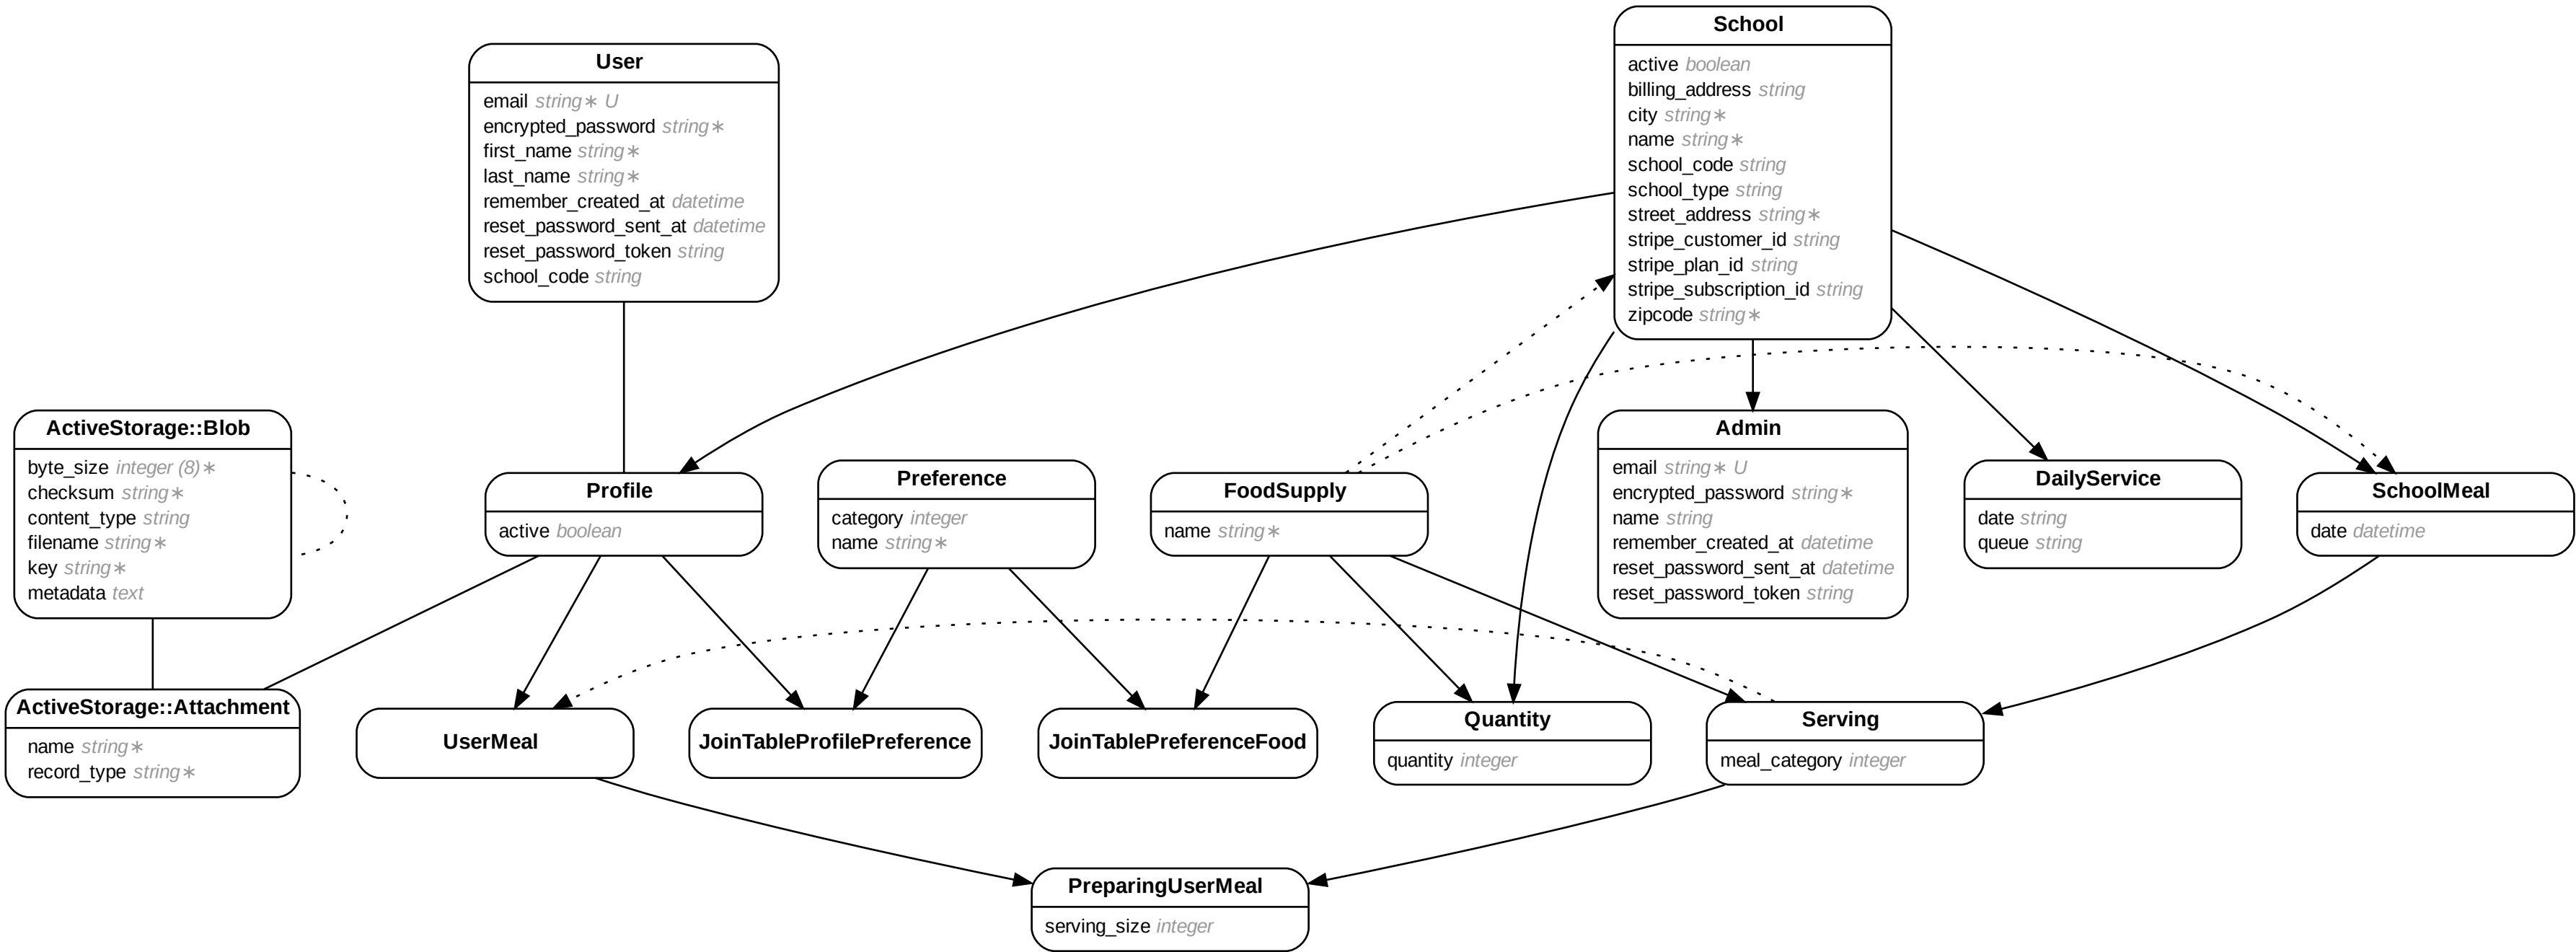 School
active boolean
billing_address string
city string∗
name string∗
school_code string
school_type string
street_address string∗
stripe_customer_id string
stripe_plan_id string
stripe_subscription_id string
zipcode string∗
User
email string∗ U
encrypted_password string∗
first_name string∗
last_name string∗
remember_created_at datetime
reset_password_sent_at datetime
reset_password_token string
school_code string
ActiveStorage::Blob
byte_size integer (8)∗
checksum string∗
content_type string
filename string∗
key string∗
metadata text
Profile
active boolean
Preference
category integer
name string∗
FoodSupply
name string∗
Admin
email string∗ U
encrypted_password string∗
name string
remember_created_at datetime
reset_password_sent_at datetime
reset_password_token string
DailyService
date string
queue string
SchoolMeal
date datetime
ActiveStorage::Attachment
name string∗
record_type string∗
UserMeal
JoinTableProfilePreference
JoinTablePreferenceFood
Quantity
quantity integer
Serving
meal_category integer
PreparingUserMeal
serving_size integer